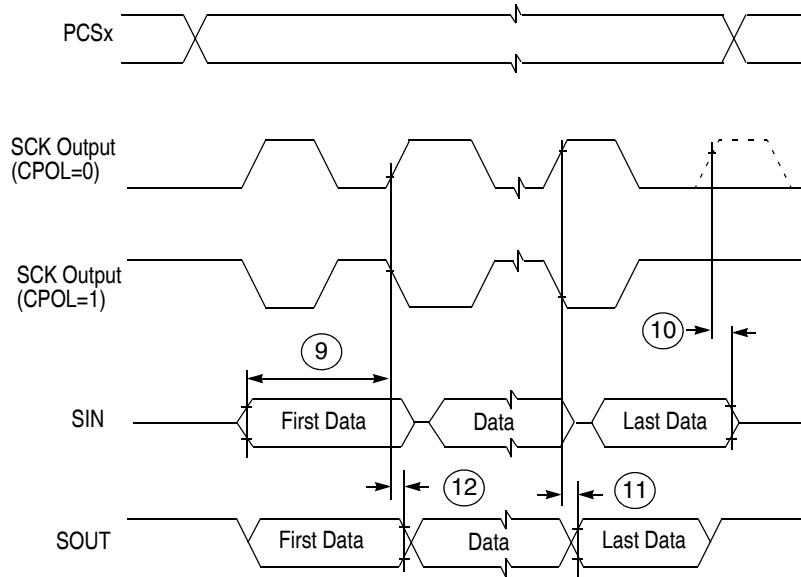 PCSx
SCK Output
(CPOL=0)
SCK Output
(CPOL=1)
10
9
SIN
First Data
Data
Last Data
12
11
SOUT
First Data
Data
Last Data